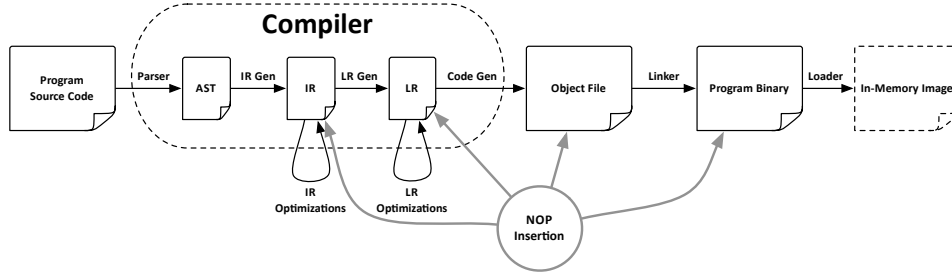 Compiler
Program
Source Code
Parser
AST
IR Gen
IR
LR Gen
LR
Code Gen
Object File
Linker
Program Binary
Loader
In-Memory Image
IR
Optimizations
LR
Optimizations
NOP
Insertion